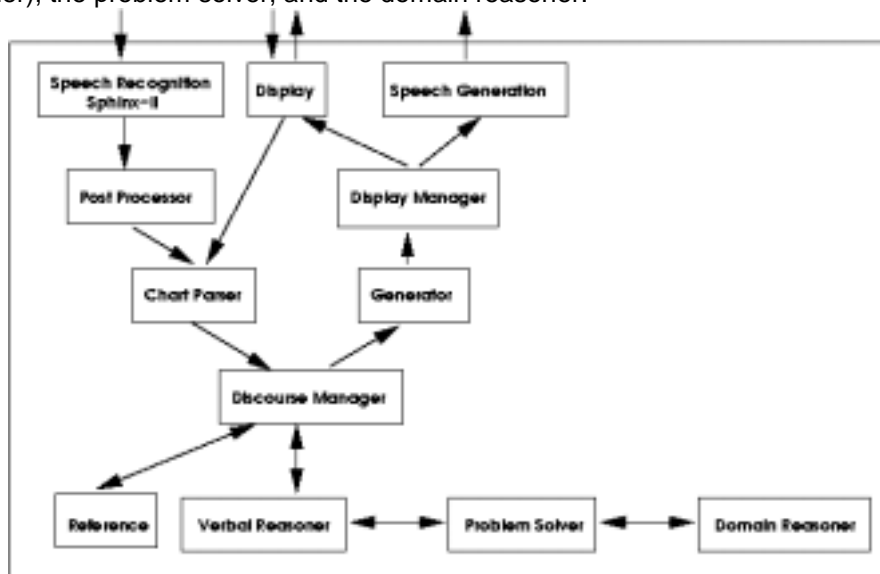 er), the problem solver, and the domain reasoner.
Speech Recognition
Sphinx-II
Display
Speech Generation
Post Processor
Display Manager
Chart Parser
Generator
Discourse Manager
Reference
Verbal Reasoner
Problem Solver
Domain Reasoner